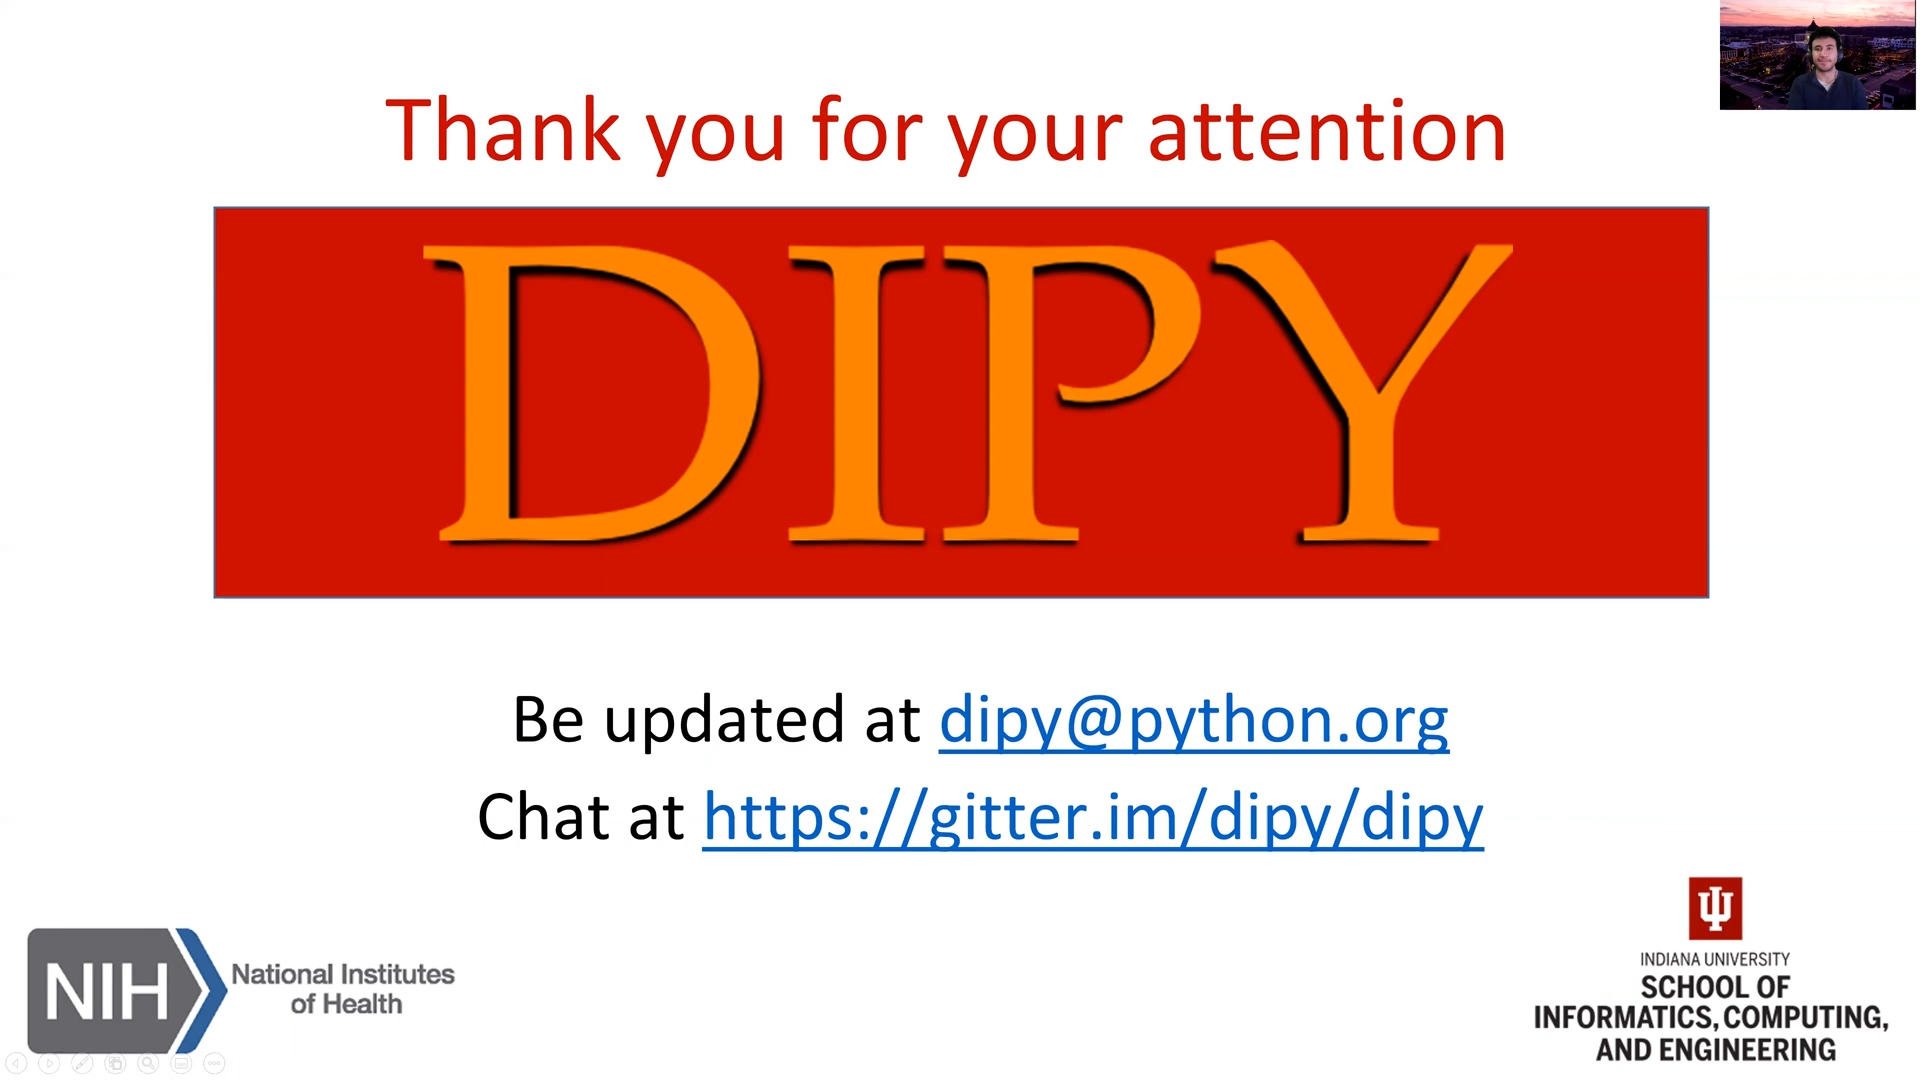 Thank you for your attention
DIPY
Be updated at dipy@python.org
Chat at https://gitter.im/dipy/dipy
NIH
National Institutes
of Health
INDIANA UNIVERSITY
SCHOOL OF
INFORMATICS, COMPUTING,
AND ENGINEERING